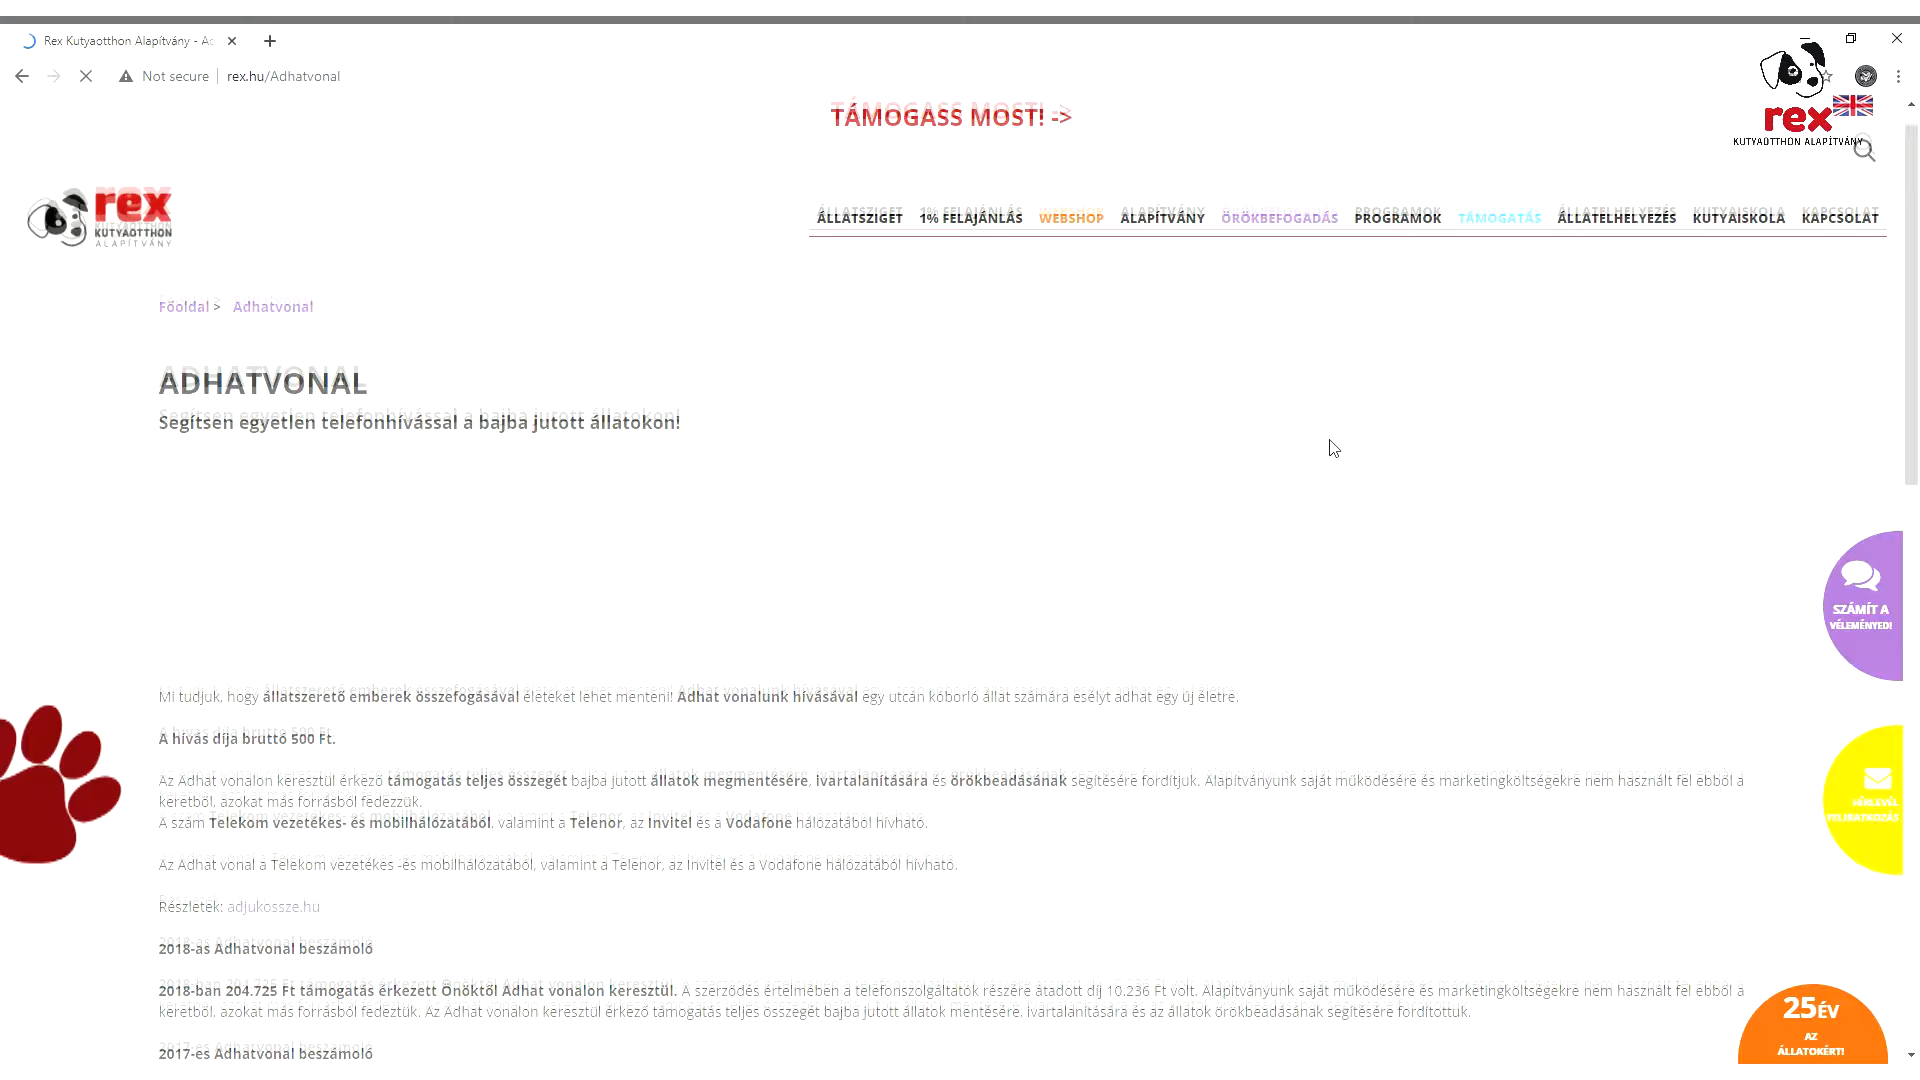 Rex Kutyaotthon Alapítvány - Ad
Not secure
rex.hu/Adhatvonal
TÁMOGASS MOST! ->
rex
KUTYAOTTHON ALAPÍTVÁNY
rex
KUTYAOTTHON
ALAPÍTVÁNY
ÁLLATSZIGET 1% FELAJÁNLÁS WEBSHOP ALAPÍTVÁNY ÖRÖKBEFOGADÁS PROGRAMOK TÁMOGATÁS ÁLLATELHELYEZÉS KUTYAISKOLA KAPCSOLAT
Főoldal > Adhatvonal
ADHATVONAL
Segítsen egyetlen telefonhívással a bajba jutott állatokon!
SZÁMÍT A
VÉLEMÉNYED!
Mi tudjuk, hogy állatszerető emberek összefogásával életeket lehet menteni! Adhat vonalunk hívásával egy utcán kóborló állat számára esélyt adhat egy új életre.
A hívás díja bruttó 500 Ft.
Az Adhat vonalon keresztül érkező támogatás teljes összegét bajba jutott állatok megmentésére, ivartalanítására és örökbeadásának segítésére fordítjuk. Alapítványunk saját működésére és marketingköltségekre nem használt fel ebből a
keretből, azokat más forrásból fedezzük.
A szám Telekom vezetékes- és mobilhálózatából, valamint a Telenor, az Invitel és a Vodafone hálózatából hívható.
HÍRLEVÉL
FELIRATKOZÁS
Az Adhat vonal a Telekom vezetékes -és mobilhálózatából, valamint a Telenor, az Invitel és a Vodafone hálózatából hívható.
Részletek: adjukossze.hu
2018-as Adhatvonal beszámoló
2018-ban 204.725 Ft támogatás érkezett Önöktől Adhat vonalon keresztül. A szerződés értelmében a telefonszolgáltatók részére átadott díj 10.236 Ft volt. Alapítványunk saját működésére és marketingköltségekre nem használt fel ebből a
keretből, azokat más forrásból fedeztük. Az Adhat vonalon keresztül érkező támogatás teljes összegét bajba jutott állatok mentésére, ivartalanítására és az állatok örökbeadásának segítésére fordítottuk.
2017-es Adhatvonal beszámoló
25 ÉV
AZ
ÁLLATOKÉRT!